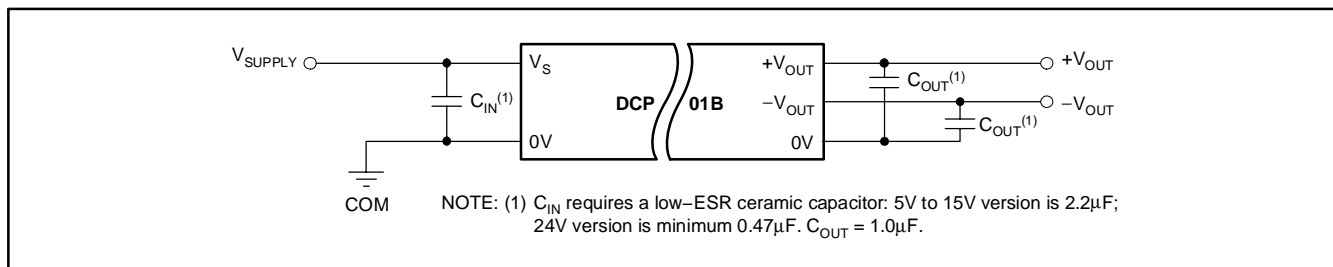 V_SUPPLY
V_S
+V_OUT
+V_OUT
C_OUT(1)
C_IN(1)
DCP
01B
−V_OUT
−V_OUT
C_OUT(1)
0V
0V
COM
NOTE: (1) C_IN requires a low−ESR ceramic capacitor: 5V to 15V version is 2.2μF;
24V version is minimum 0.47μF. C_OUT = 1.0μF.